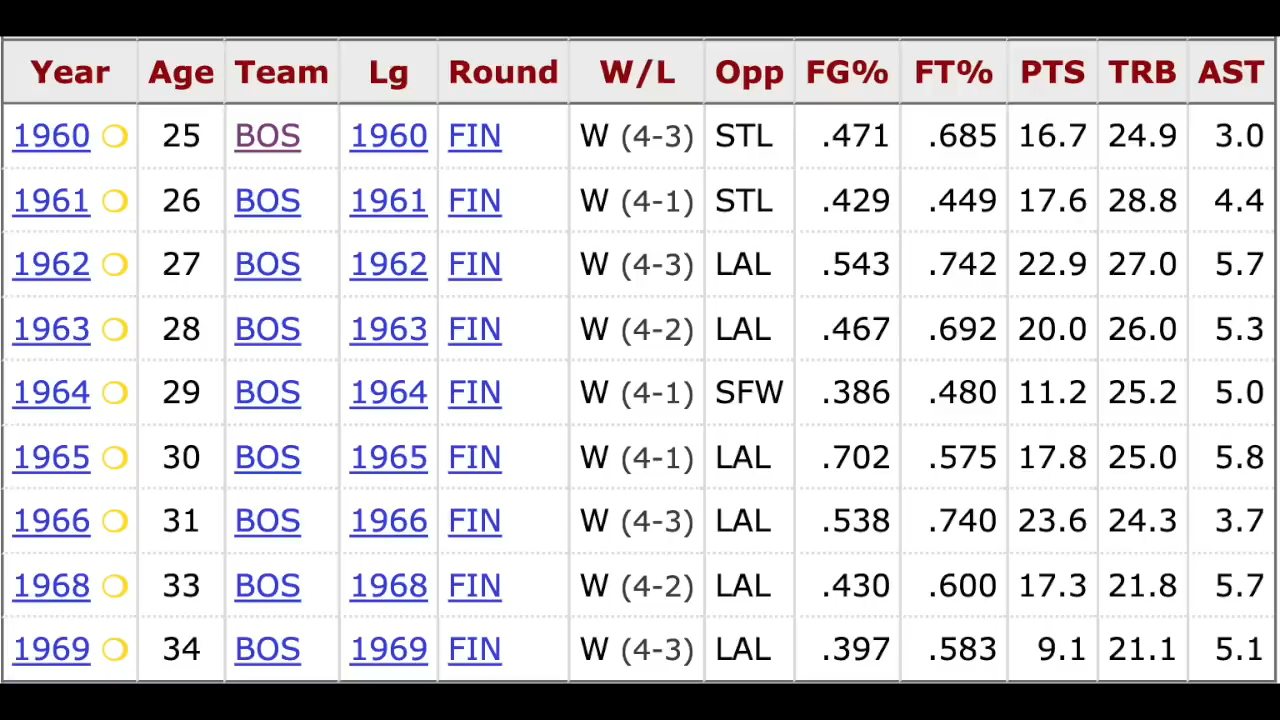 Year Age Team Lg Round W/L Opp FG% FT% PTS TRB AST
1960 25 BOS 1960 FIN W (4-3) STL .471 .685 16.7 24.9 3.0
1961 26 BOS 1961 FIN W (4-1) STL .429 .449 17.6 28.8 4.4
1962 27 BOS 1962 FIN W (4-3) LAL .543 .742 22.9 27.0 5.7
1963 28 BOS 1963 FIN W (4-2) LAL .467 .692 20.0 26.0 5.3
1964 29 BOS 1964 FIN W (4-1) SFW .386 .480 11.2 25.2 5.0
1965 30 BOS 1965 FIN W (4-1) LAL .702 .575 17.8 25.0 5.8
1966 31 BOS 1966 FIN W (4-3) LAL .538 .740 23.6 24.3 3.7
1968 33 BOS 1968 FIN W (4-2) LAL .430 .600 17.3 21.8 5.7
1969 34 BOS 1969 FIN W (4-3) LAL .397 .583 9.1 21.1 5.1